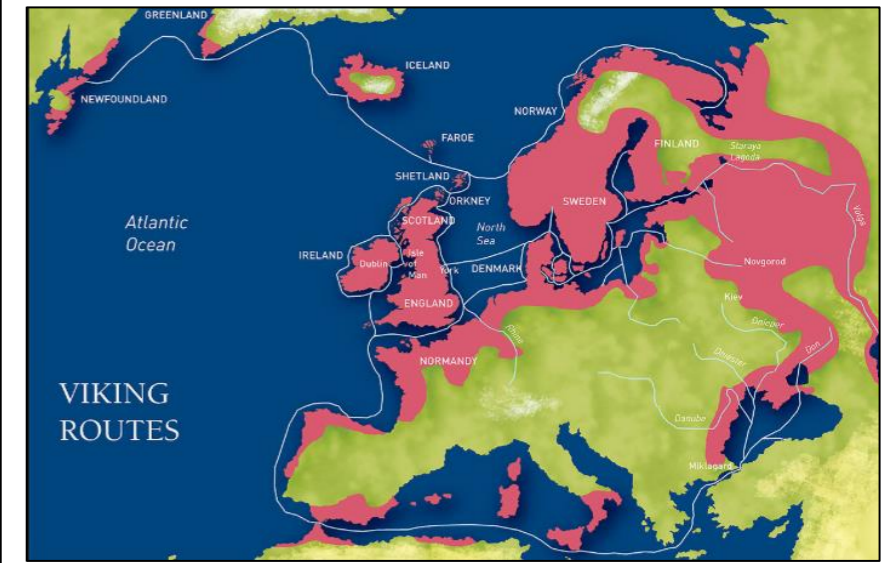 GREENLAND
ICELAND
NEWFOUNDLAND
NORWAY
FAROE
FINLAND
Staraya
Lagoda
SHETLAND
ORKNEY
SCOTLAND
SWEDEN
Volga
Atlantic
Ocean
North
Sea
IRELAND
Dublin
Isle
of
Man
York
DENMARK
Novgorod
ENGLAND
Kiev
Dnieper
Rhine
Don
NORMANDY
Dniester
VIKING
ROUTES
Danube
Miklagard